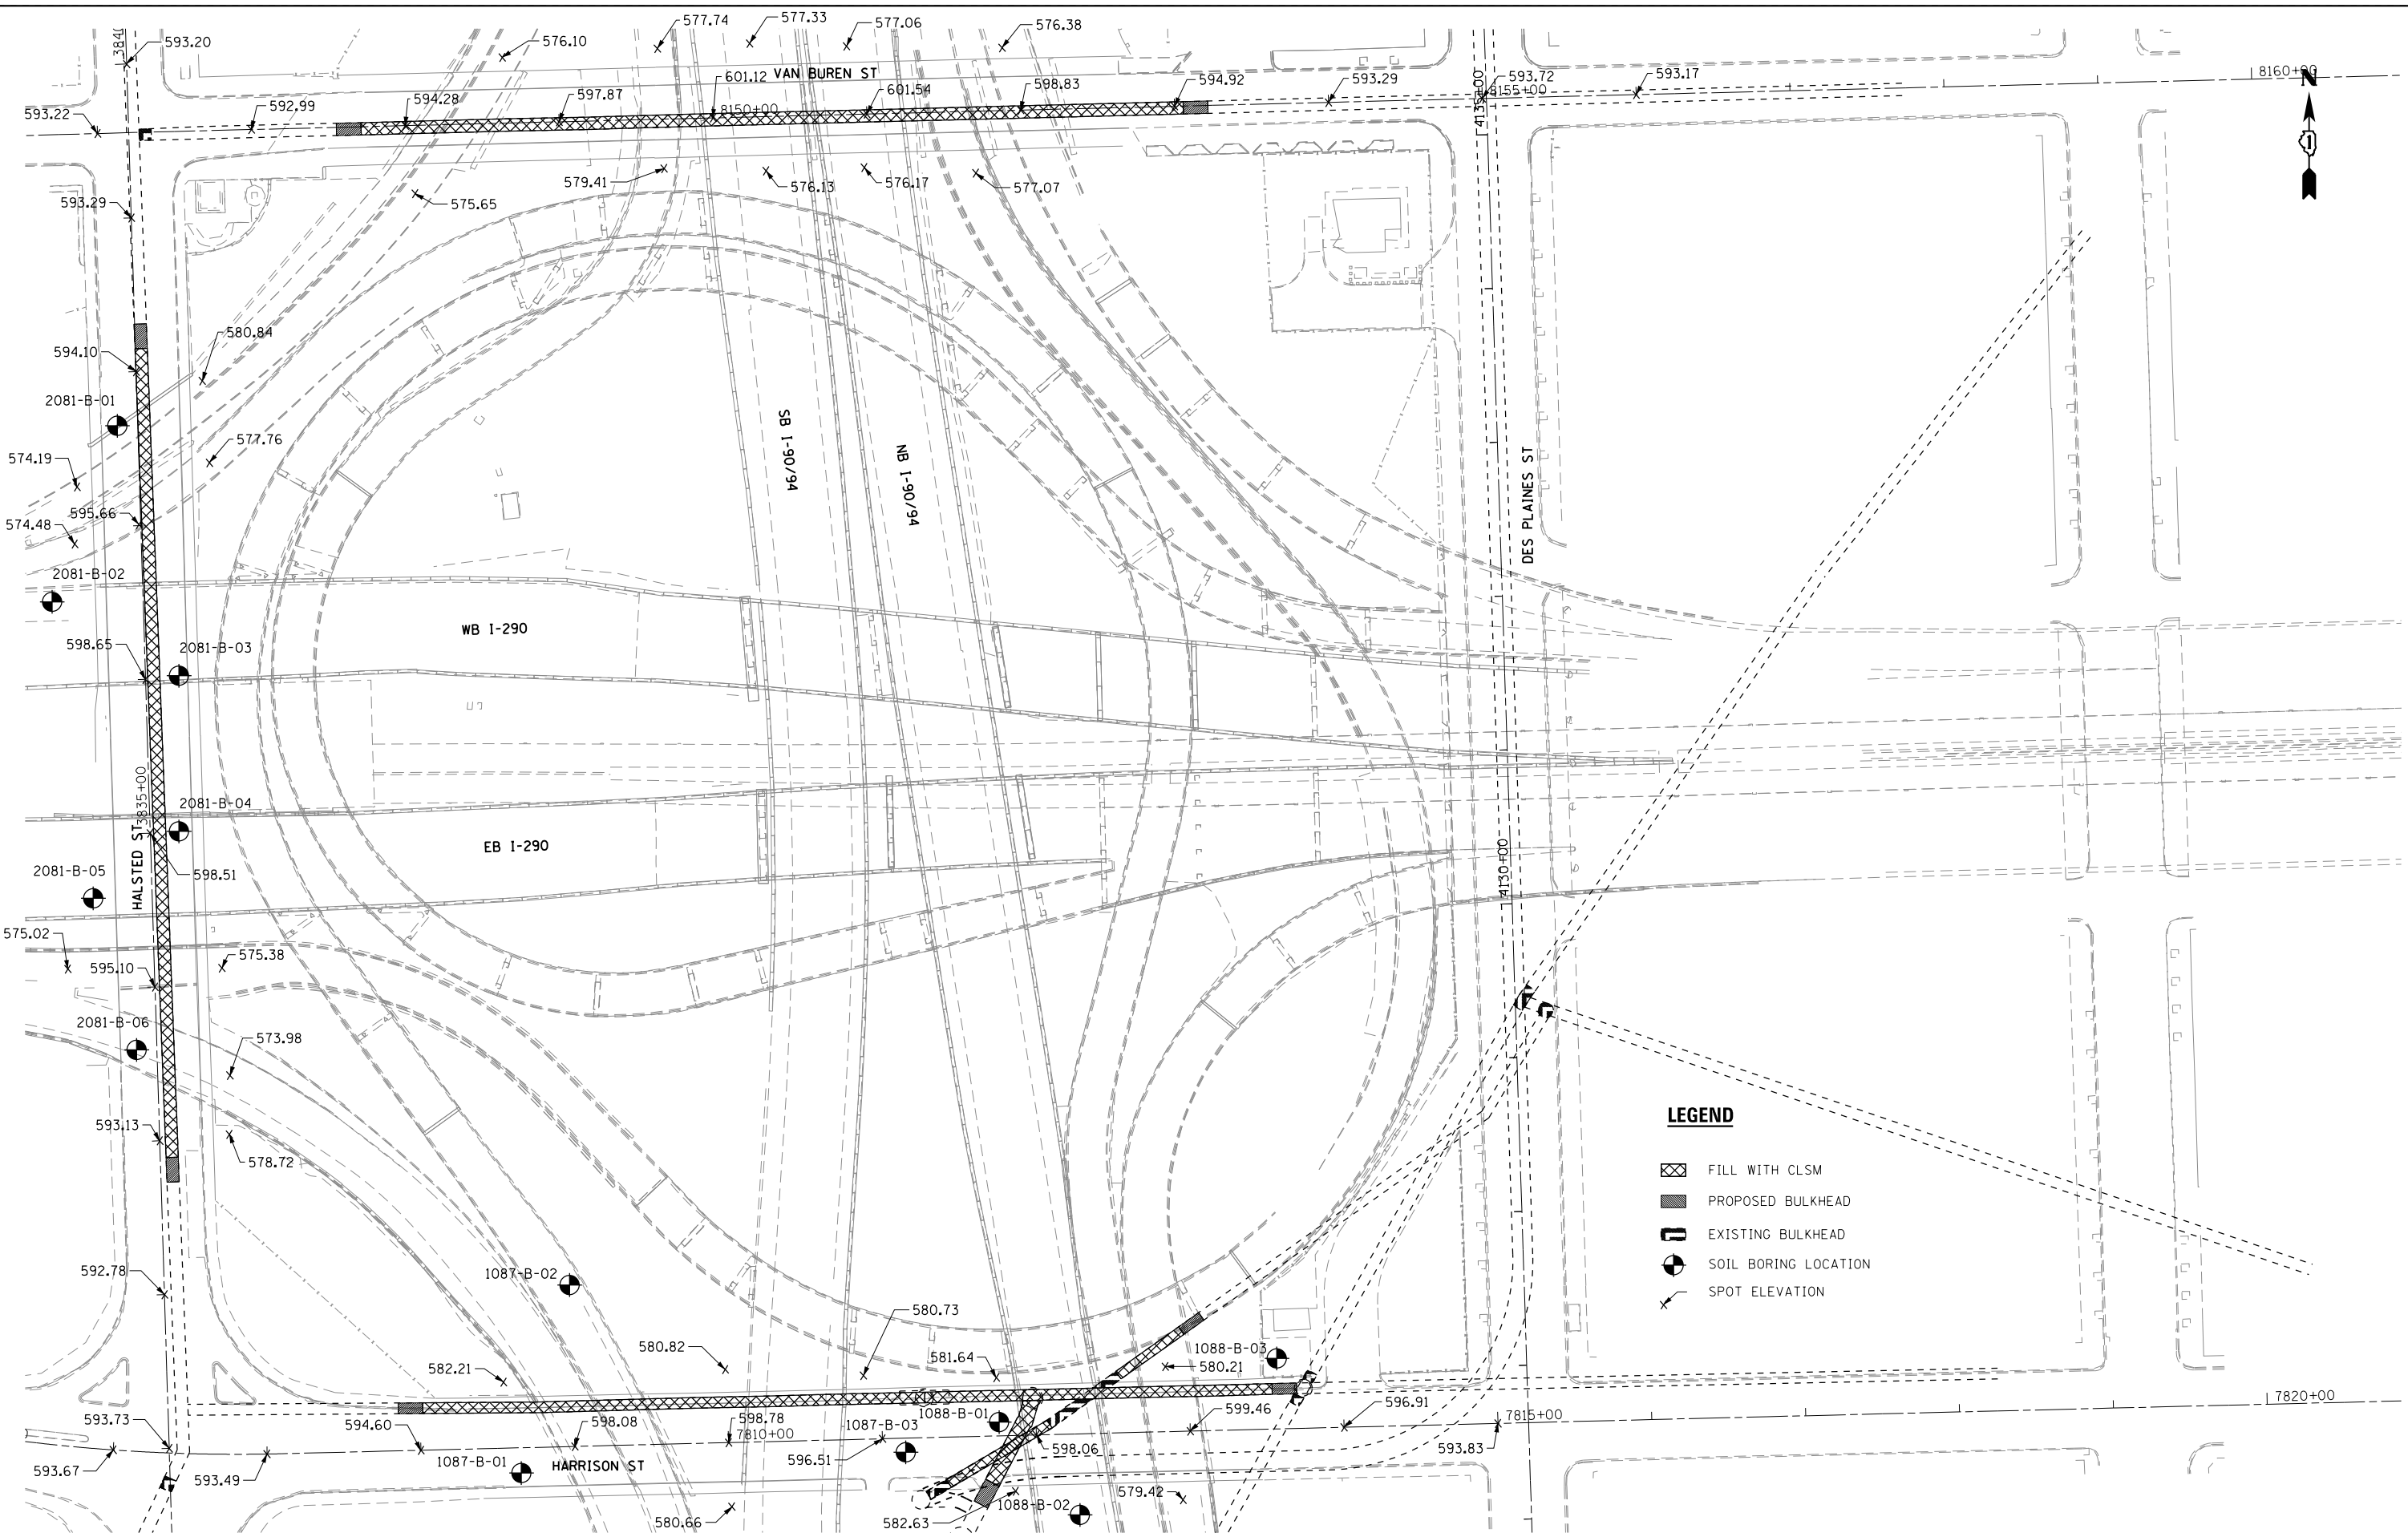 577.74
577.33
577.06
576.38
593.20
576.10
601.12
VAN BUREN ST
598.83
594.92
593.29
593.72
593.17
8160+00
N
593.22
592.99
594.28
597.87
8150+00
601.54
4135+00
8155+00
579.41
576.13
576.17
577.07
575.65
593.29
594.10
580.84
2081-B-01
577.76
574.19
SB I-90/94
NB I-90/94
DES PLAINES ST
595.66
574.48
2081-B-02
WB I-290
598.65
2081-B-03
3835+00
2081-B-04
HALSTED ST
EB I-290
2081-B-05
598.51
4130+00
575.02
595.10
575.38
2081-B-06
573.98
593.13
578.72
LEGEND
FILL WITH CLSM
PROPOSED BULKHEAD
EXISTING BULKHEAD
SOIL BORING LOCATION
SPOT ELEVATION
592.78
1087-B-02
580.73
580.82
581.64
1088-B-03
580.21
582.21
593.73
594.60
598.08
598.78
7810+00
1087-B-03
1088-B-01
599.46
596.91
7815+00
7820+00
593.67
593.49
1087-B-01
HARRISON ST
596.51
598.06
593.83
580.66
582.63
1088-B-02
579.42